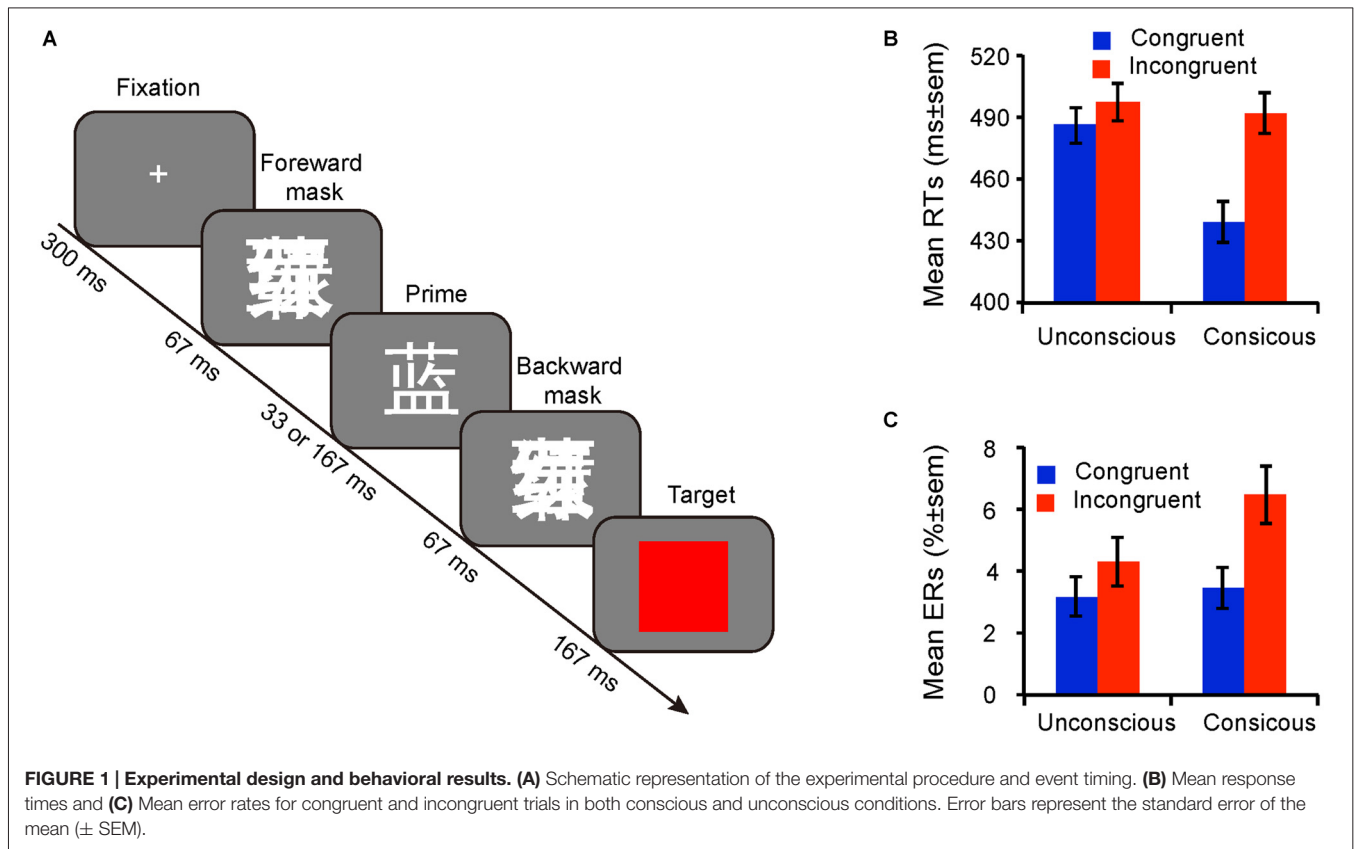 A
Fixation
+
Foreward
mask
Prime
蓝
Backward
mask
Target
300 ms
67 ms
33 or 167 ms
67 ms
167 ms
B
Congruent
Incongruent
Mean RTs (ms±sem)
520
490
460
430
400
Unconscious
Consicous
C
Congruent
Incongruent
Mean ERs (%±sem)
8
6
4
2
0
Unconscious
Consicous
FIGURE 1 | Experimental design and behavioral results. (A) Schematic representation of the experimental procedure and event timing. (B) Mean response
times and (C) Mean error rates for congruent and incongruent trials in both conscious and unconscious conditions. Error bars represent the standard error of the
mean (± SEM).